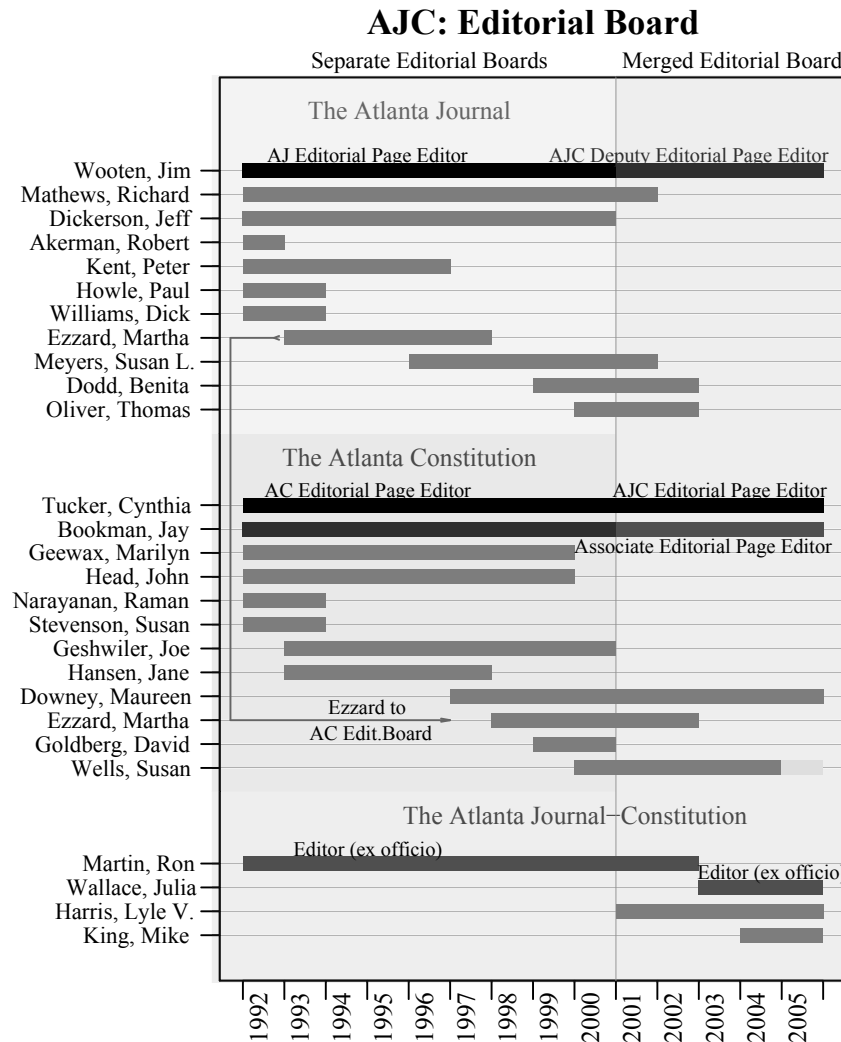 AJC: Editorial Board
Separate Editorial Boards
Merged Editorial Board
The Atlanta Journal
AJ Editorial Page Editor
AJC Deputy Editorial Page Editor
Wooten, Jim
Mathews, Richard
Dickerson, Jeff
Akerman, Robert
Kent, Peter
Howle, Paul
Williams, Dick
Ezzard, Martha
Meyers, Susan L.
Dodd, Benita
Oliver, Thomas
The Atlanta Constitution
AC Editorial Page Editor
AJC Editorial Page Editor
Tucker, Cynthia
Bookman, Jay
Associate Editorial Page Editor
Geewax, Marilyn
Head, John
Narayanan, Raman
Stevenson, Susan
Geshwiler, Joe
Hansen, Jane
Downey, Maureen
Ezzard, Martha
Ezzard to
AC Edit.Board
Goldberg, David
Wells, Susan
The Atlanta Journal−Constitution
Editor (ex officio)
Martin, Ron
Editor (ex officio)
Wallace, Julia
Harris, Lyle V.
King, Mike
1992
1993
1994
1995
1996
1997
1998
1999
2000
2001
2002
2003
2004
2005